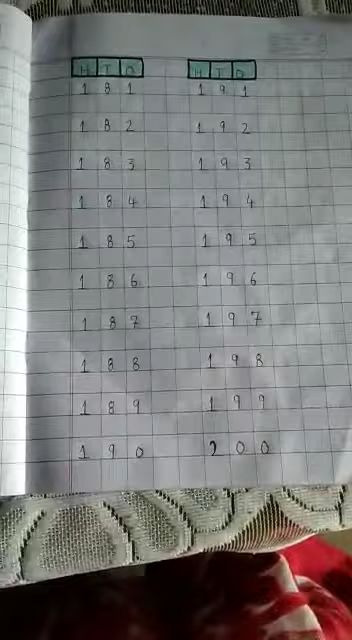 H T O H T O
1 8 1 1 9 1
1 8 2 1 9 2
1 8 3 1 9 3
1 8 4 1 9 4
1 8 5 1 9 5
1 8 6 1 9 6
1 8 7 1 9 7
1 8 8 1 9 8
1 8 9 1 9 9
1 9 0 2 0 0